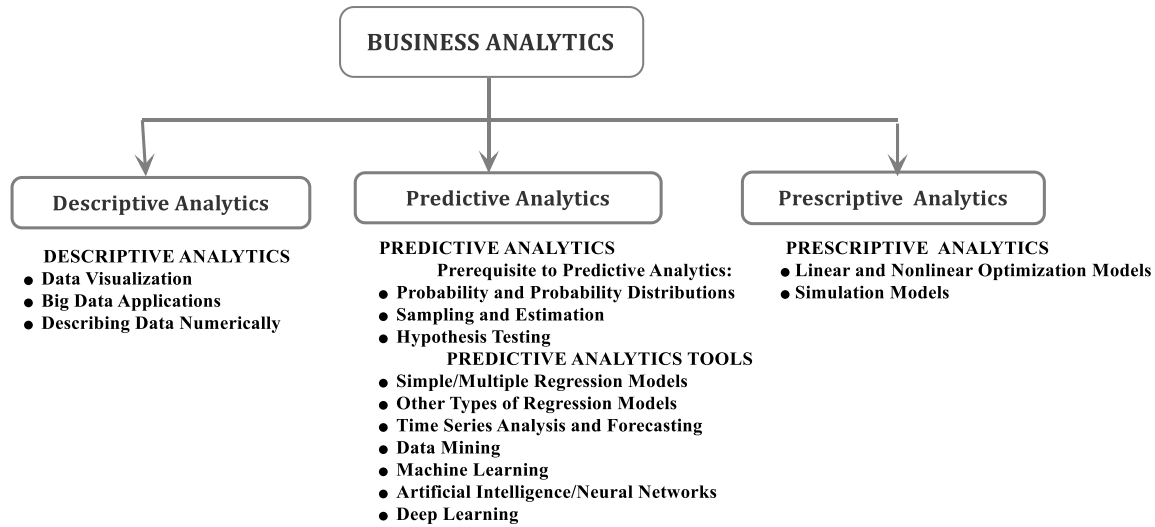 BUSINESS ANALYTICS
Descriptive Analytics
Predictive Analytics
Prescriptive Analytics
DESCRIPTIVE ANALYTICS
● Data Visualization
● Big Data Applications
● Describing Data Numerically
PREDICTIVE ANALYTICS
Prerequisite to Predictive Analytics:
● Probability and Probability Distributions
● Sampling and Estimation
● Hypothesis Testing
PREDICTIVE ANALYTICS TOOLS
● Simple/Multiple Regression Models
● Other Types of Regression Models
● Time Series Analysis and Forecasting
● Data Mining
● Machine Learning
● Artificial Intelligence/Neural Networks
● Deep Learning
PRESCRIPTIVE ANALYTICS
● Linear and Nonlinear Optimization Models
● Simulation Models